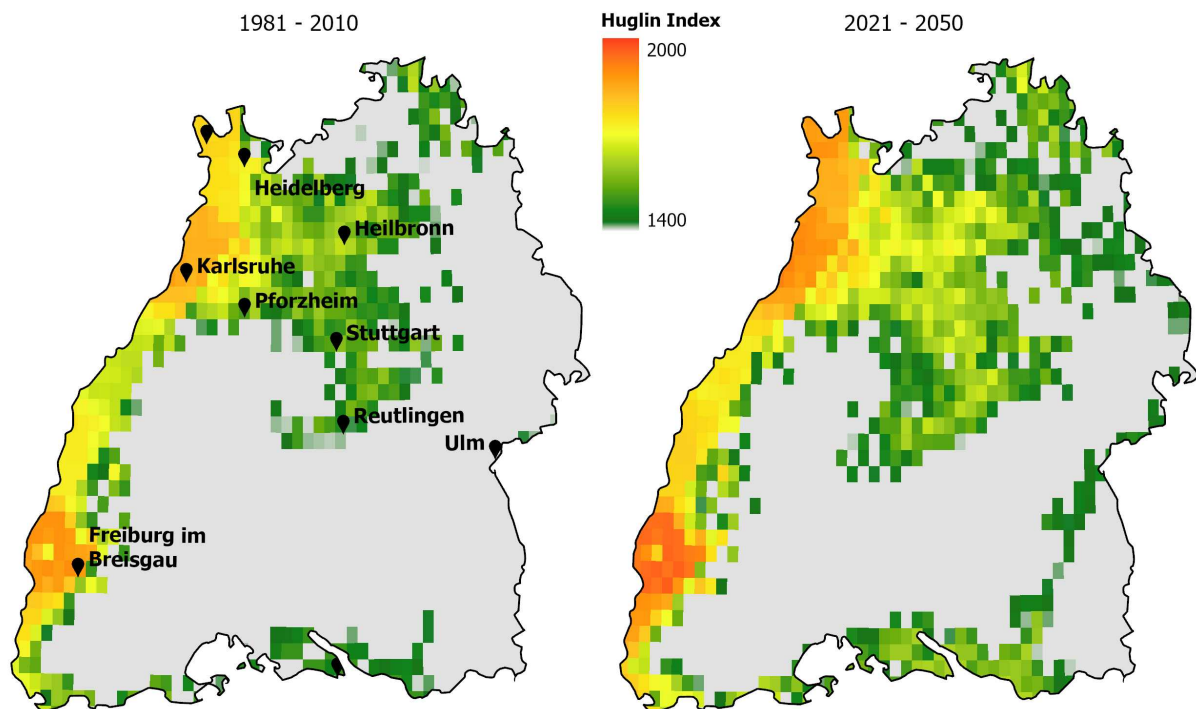 1981 - 2010
Huglin Index
2021 - 2050
2000
1400
Heidelberg
Heilbronn
Karlsruhe
Pforzheim
Stuttgart
Reutlingen
Ulm
Freiburg im
Breisgau